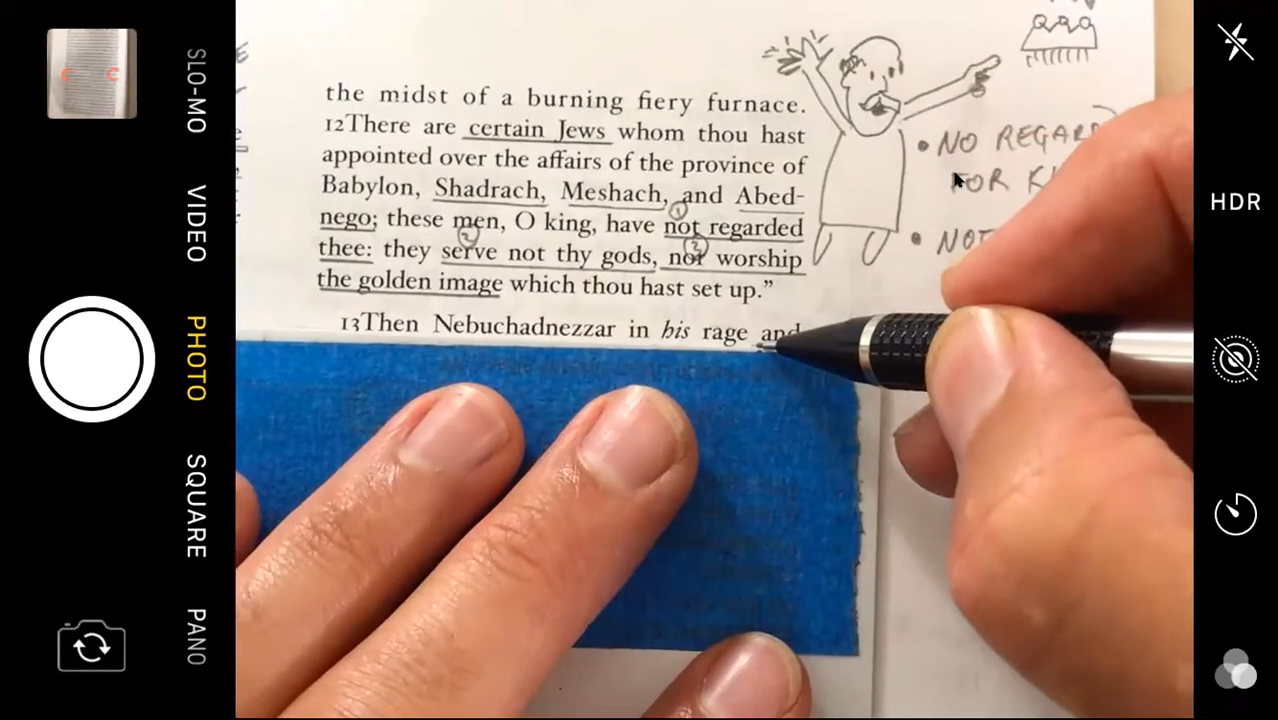 SLO-MO
VIDEO
PHOTO
SQUARE
PANO
the midst of a burning fiery furnace.
12There are certain Jews whom thou hast
appointed over the affairs of the province of
Babylon, Shadrach, Meshach, and Abed-
nego; these men, O king, have not regarded
thee: they serve not thy gods, nor worship
the golden image which thou hast set up.”
13Then Nebuchadnezzar in his rage and
1
2
3
• NO REGARD
FOR
• NOT
HDR